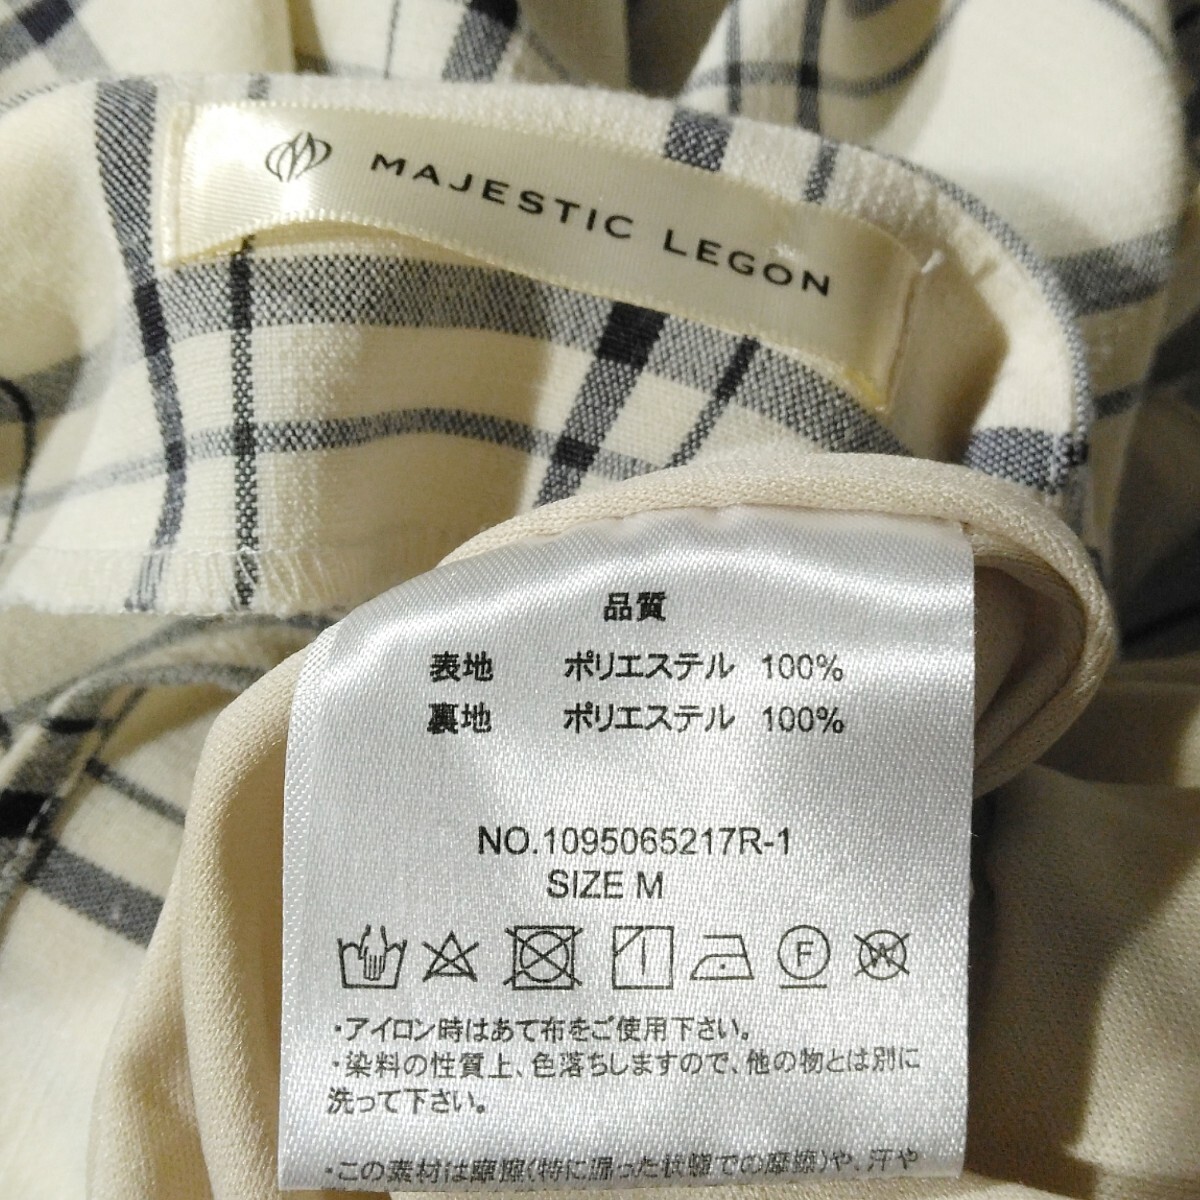 MAJESTIC LEGON
品質
表地 ポリエステル 100%
裏地 ポリエステル 100%
NO.1095065217R-1
SIZE M
F
W
・アイロン時はあて布をご使用下さい。
・染料の性質上、色落ちしますので、他の物とは別に
洗って下さい。
・この素材は摩擦(特に湿った状態での摩擦)や、汗や